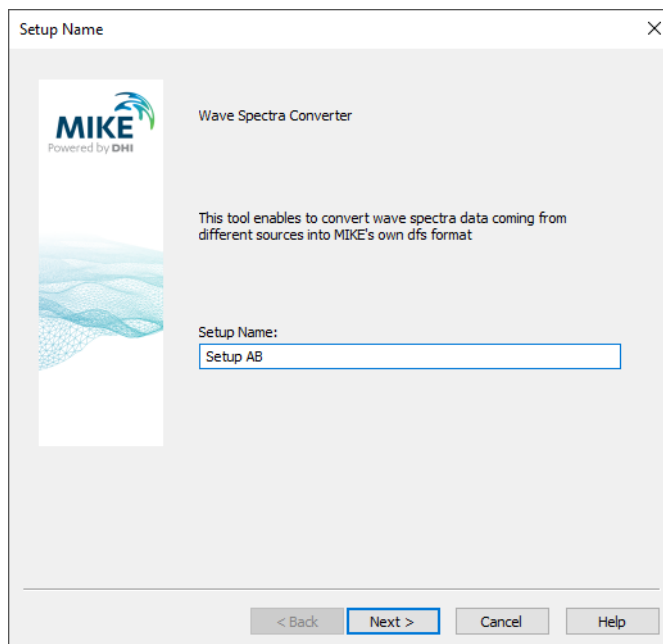 Setup Name
MIKE
Powered by DHI
Wave Spectra Converter
This tool enables to convert wave spectra data coming from
different sources into MIKE's own dfs format
Setup Name:
Setup AB
< Back
Next >
Cancel
Help